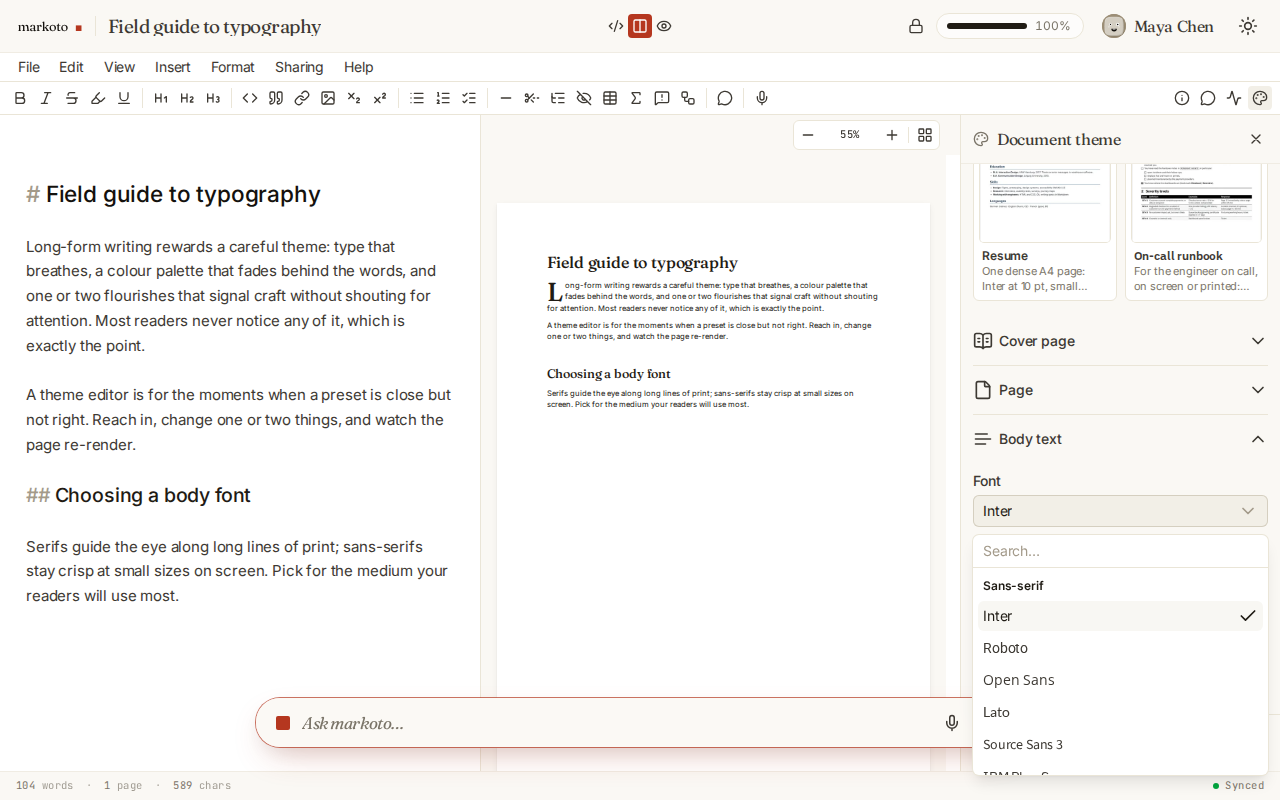 markoto
Field guide to typography
100%
Maya Chen
File Edit View Insert Format Sharing Help
H1 H2 H3
55%
Document theme
# Field guide to typography
Long-form writing rewards a careful theme: type that
breathes, a colour palette that fades behind the words, and
one or two flourishes that signal craft without shouting for
attention. Most readers never notice any of it, which is
exactly the point.
A theme editor is for the moments when a preset is close but
not right. Reach in, change one or two things, and watch the
page re-render.
## Choosing a body font
Serifs guide the eye along long lines of print; sans-serifs
stay crisp at small sizes on screen. Pick for the medium your
readers will use most.
Field guide to typography
Long-form writing rewards a careful theme: type that breathes, a colour palette that
fades behind the words, and one or two flourishes that signal craft without shouting
for attention. Most readers never notice any of it, which is exactly the point.
A theme editor is for the moments when a preset is close but not right. Reach in, change
one or two things, and watch the page re-render.
Choosing a body font
Serifs guide the eye along long lines of print; sans-serifs stay crisp at small sizes on
screen. Pick for the medium your readers will use most.
Resume
One dense A4 page:
Inter at 10 pt, small...
On-call runbook
For the engineer on call,
on screen or printed:...
Cover page
Page
Body text
Font
Inter
Search...
Sans-serif
Inter
Roboto
Open Sans
Lato
Source Sans 3
Ask markoto...
104 words · 1 page · 589 chars
Synced